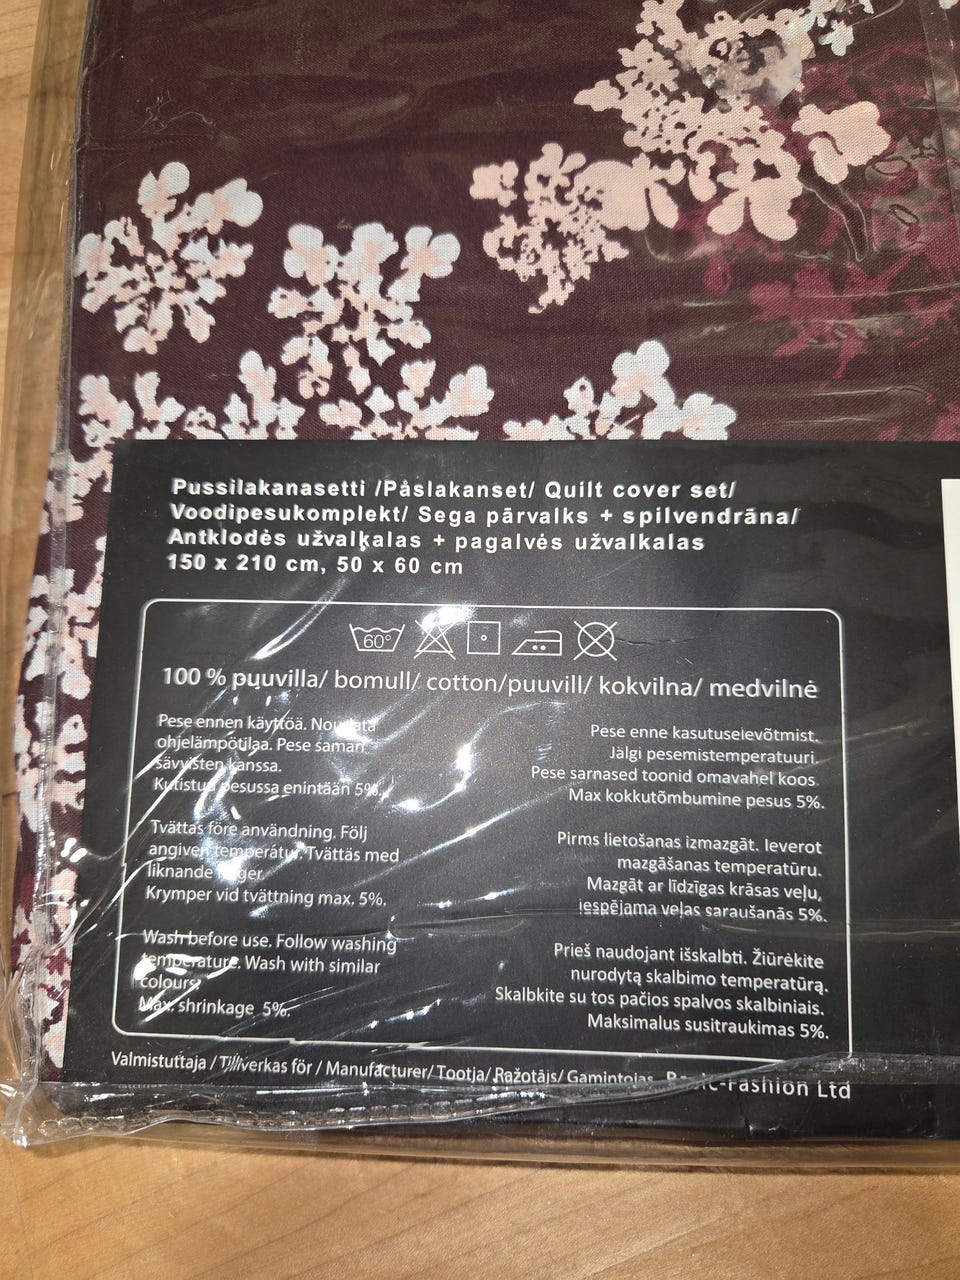 Pussilakanasetti /Påslakanset/ Quilt cover set/
Voodipesukomplekt/ Sega pārvalks + spilvendrāna/
Antklodės užvalkalas + pagalvės užvalkalas
150 x 210 cm, 50 x 60 cm
60°
100 % puuvilla/ bomull/ cotton/puuvill/ kokvilna/ medvilnė
Pese ennen käyttöä. Noudata
ohjelämpötilaa. Pese saman
sävyisten kanssa.
Kutistuu pesussa enintään 5%.
Tvättas före användning. Följ
angiven temperatur. Tvättas med
liknande färger.
Krymper vid tvättning max. 5%.
Wash before use. Follow washing
temperature. Wash with similar
colours.
Max. shrinkage 5%.
Pese enne kasutuselevõtmist.
Jälgi pesemistemperatuuri.
Pese sarnased toonid omavahel koos.
Max kokkutõmbumine pesus 5%.
Pirms lietošanas izmazgāt. Ieverot
mazgāšanas temperatūru.
Mazgāt ar līdzīgas krāsas veļu,
iespējama veļas saraušanās 5%.
Prieš naudojant išskalbti. Žiūrėkite
nurodytą skalbimo temperatūrą.
Skalbkite su tos pačios spalvos skalbiniais.
Maksimalus susitraukimas 5%.
Valmistuttaja / Tillverkas för / Manufacturer/ Tootja/ Ražotājs/ Gamintojas Basic-Fashion Ltd